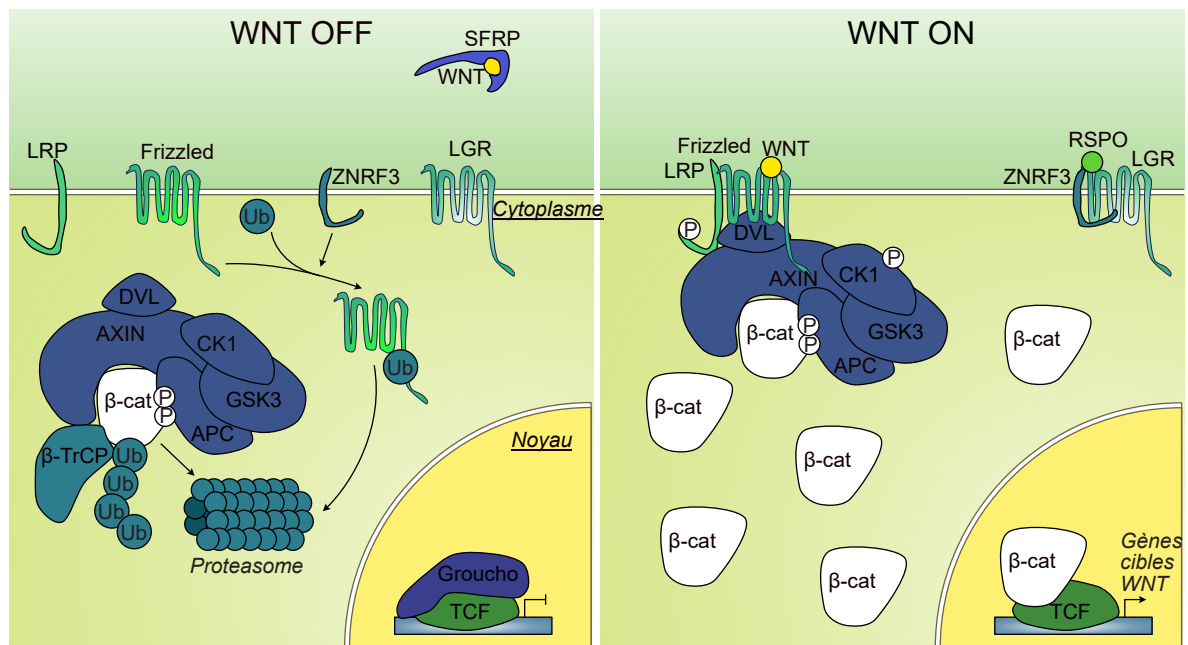 WNT OFF
SFRP
WNT
LRP
Frizzled
ZNRF3
LGR
Ub
Cytoplasme
DVL
AXIN
CK1
β-cat
P
P
GSK3
APC
Ub
β-TrCP
Ub
Ub
Ub
Ub
Proteasome
Noyau
Groucho
TCF
WNT ON
Frizzled
WNT
LRP
RSPO
ZNRF3
LGR
P
DVL
AXIN
CK1
P
β-cat
P
P
GSK3
APC
β-cat
β-cat
β-cat
β-cat
β-cat
β-cat
TCF
Gènes
cibles
WNT